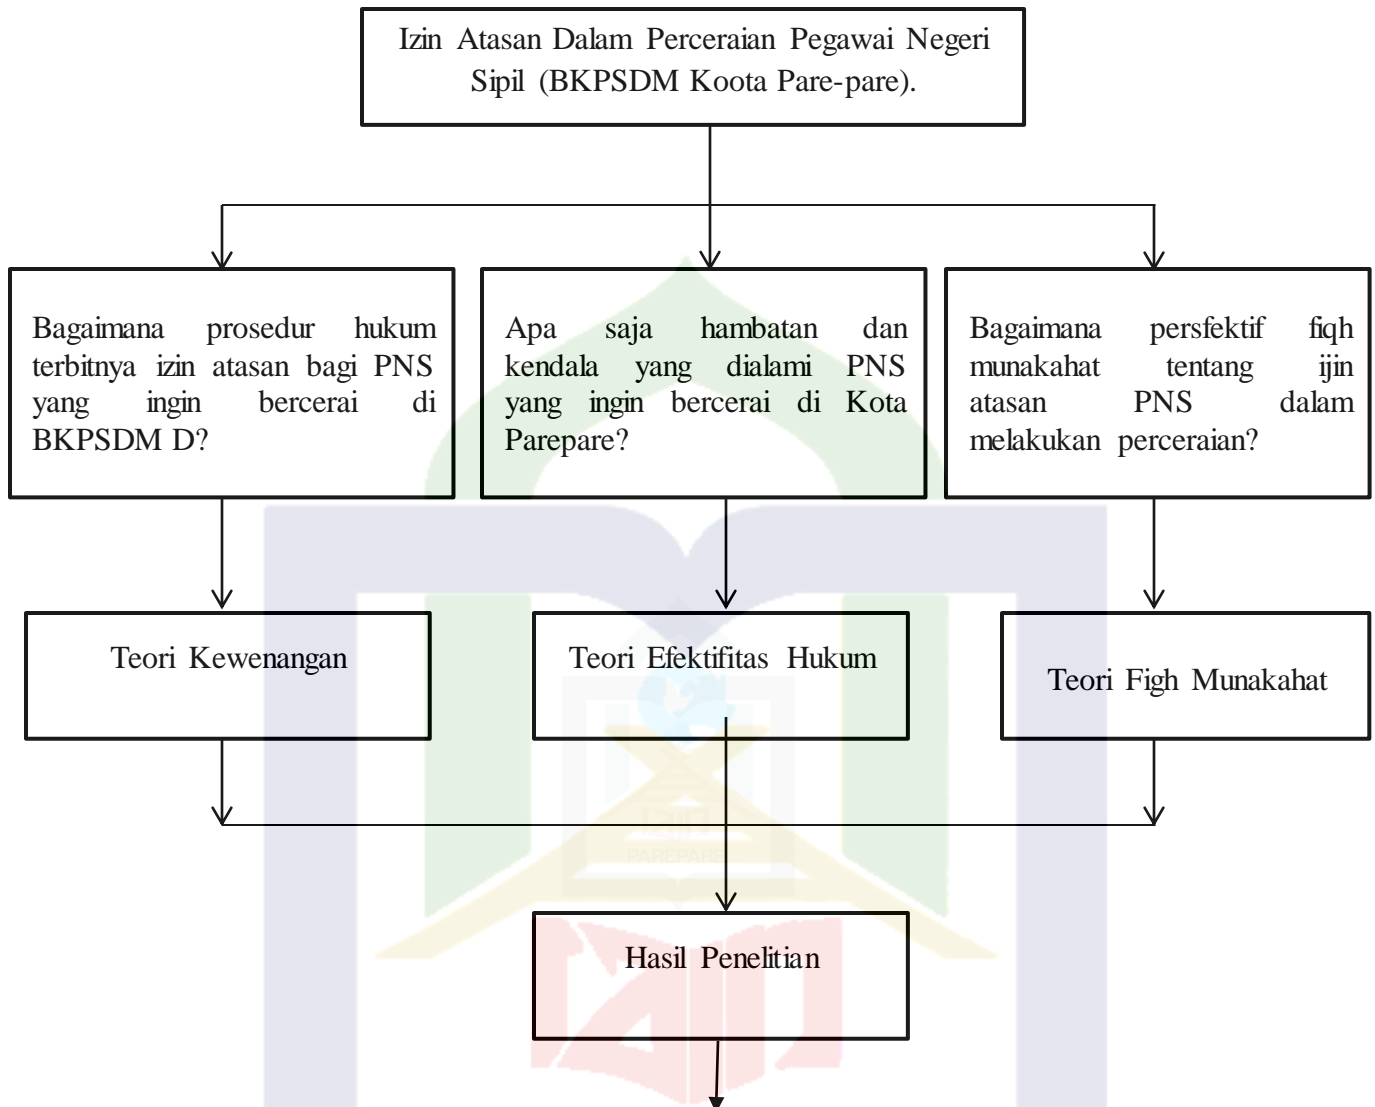 Izin Atasan Dalam Perceraian Pegawai Negeri
Sipil (BKPSDM Koota Pare-pare).
Bagaimana prosedur hukum
terbitnya izin atasan bagi PNS
yang ingin bercerai di
BKPSDM D?
Apa saja hambatan dan
kendala yang dialami PNS
yang ingin bercerai di Kota
Parepare?
Bagaimana persfektif fiqh
munakahat tentang ijin
atasan PNS dalam
melakukan perceraian?
Teori Kewenangan
Teori Efektifitas Hukum
Teori Figh Munakahat
IAIN
PAREPARE
Hasil Penelitian